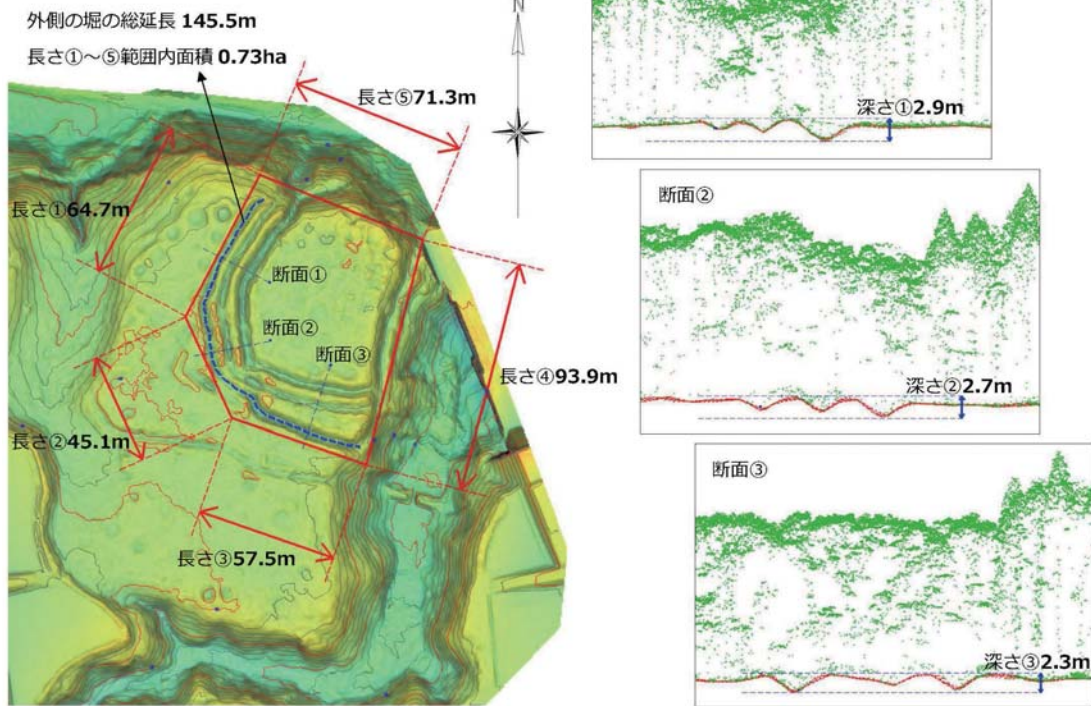 外側の堀の総延長 145.5m
長さ①～⑤範囲内面積 0.73ha
N
長さ⑤71.3m
長さ①64.7m
断面①
断面②
断面③
長さ④93.9m
長さ②45.1m
長さ③57.5m
深さ①2.9m
断面②
深さ②2.7m
断面③
深さ③2.3m